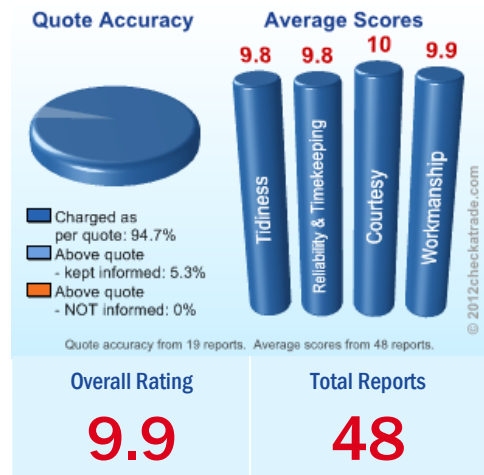 Quote Accuracy
Charged as
per quote: 94.7%
Above quote
- kept informed: 5.3%
Above quote
- NOT informed: 0%
Average Scores
9.8 9.8 10 9.9
Tidiness
Reliability & Timekeeping
Courtesy
Workmanship
© 2012checkatrade.com
Quote accuracy from 19 reports. Average scores from 48 reports.
Overall Rating
9.9
Total Reports
48